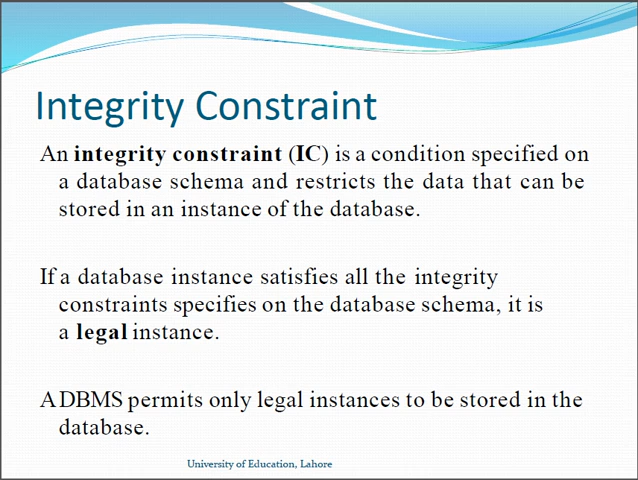 Integrity Constraint
An integrity constraint (IC) is a condition specified on
a database schema and restricts the data that can be
stored in an instance of the database.
If a database instance satisfies all the integrity
constraints specifies on the database schema, it is
a legal instance.
A DBMS permits only legal instances to be stored in the
database.
University of Education, Lahore